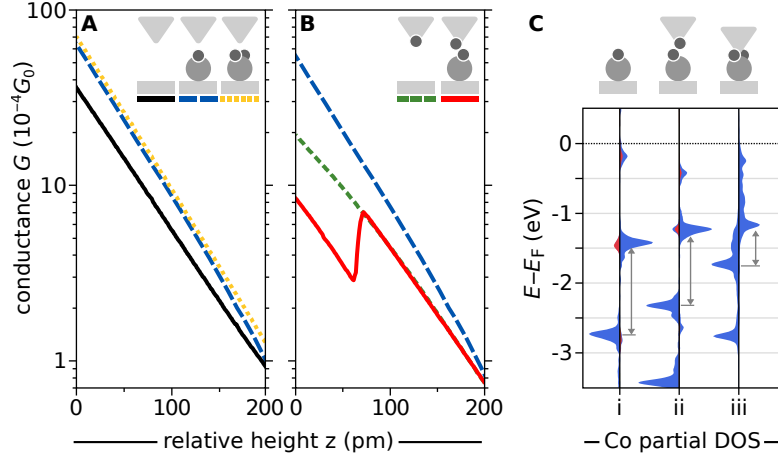 A
B
C
conductance G (10⁻⁴G₀)
100
10
1
0
100
200
0
100
200
relative height z (pm)
E−E_F (eV)
0
-1
-2
-3
i
ii
iii
Co partial DOS